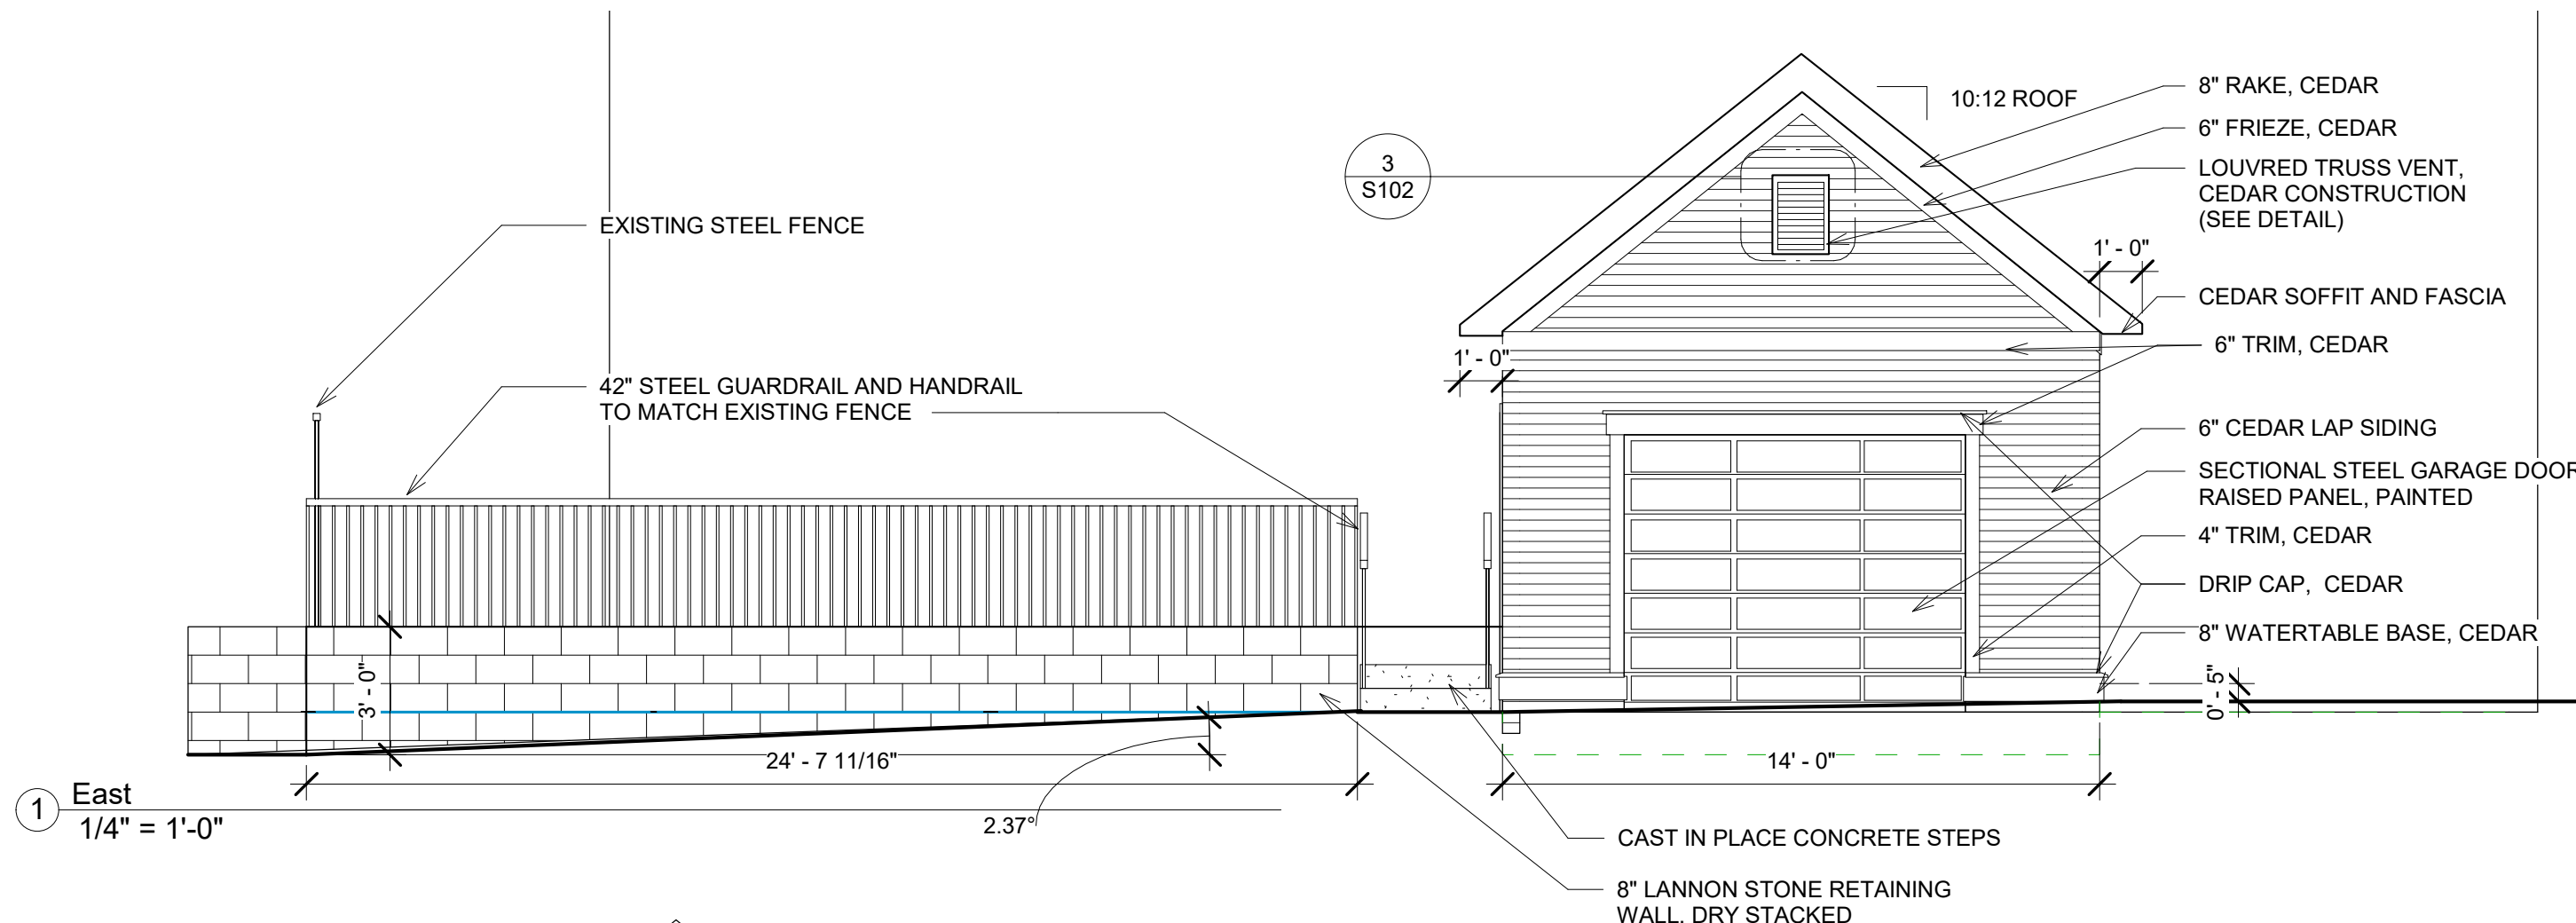 EXISTING STEEL FENCE
42" STEEL GUARDRAIL AND HANDRAIL
TO MATCH EXISTING FENCE
3
S102
10:12 ROOF
8" RAKE, CEDAR
6" FRIEZE, CEDAR
LOUVRED TRUSS VENT,
CEDAR CONSTRUCTION
(SEE DETAIL)
1' - 0"
CEDAR SOFFIT AND FASCIA
6" TRIM, CEDAR
1' - 0"
6" CEDAR LAP SIDING
SECTIONAL STEEL GARAGE DOOR
RAISED PANEL, PAINTED
4" TRIM, CEDAR
DRIP CAP, CEDAR
8" WATERTABLE BASE, CEDAR
0' - 5"
3' - 0"
24' - 7 11/16"
14' - 0"
2.37°
1
East
1/4" = 1'-0"
CAST IN PLACE CONCRETE STEPS
8" LANNON STONE RETAINING
WALL, DRY STACKED